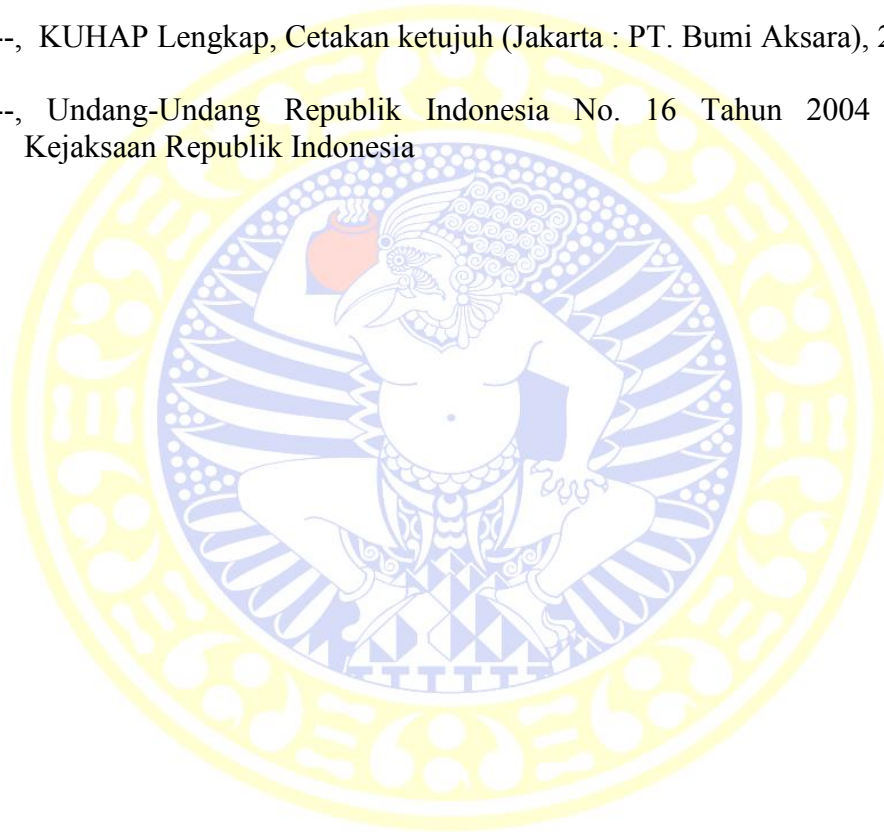 --, KUHAP Lengkap, Cetakan ketujuh (Jakarta : PT. Bumi Aksara), 2
--, Undang-Undang Republik Indonesia No. 16 Tahun 2004
Kejaksaan Republik Indonesia